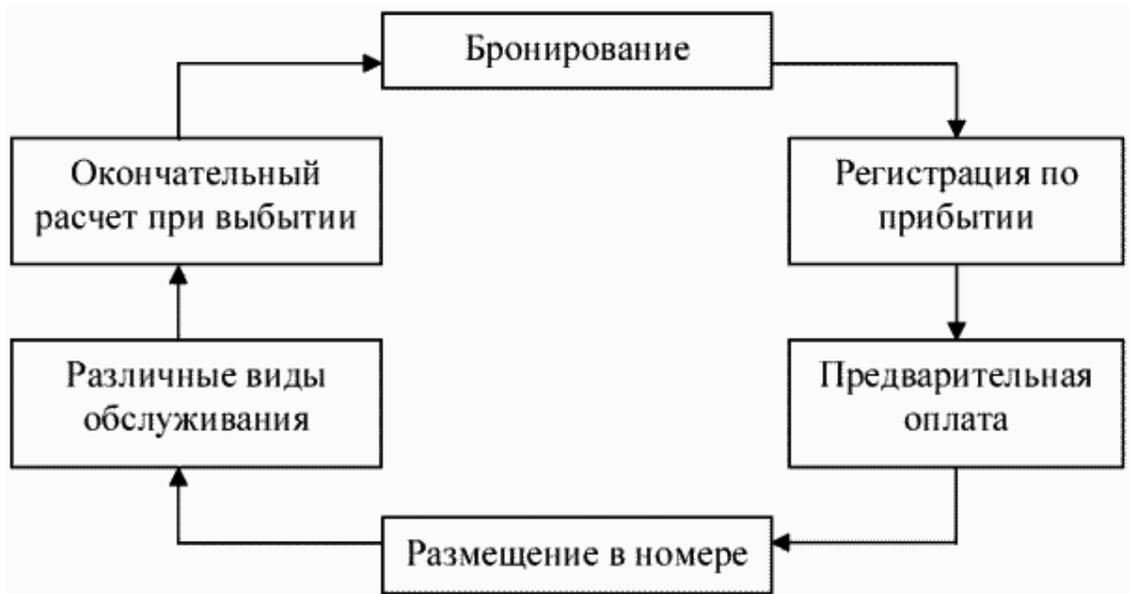 Бронирование
Регистрация по
прибытии
Предварительная
оплата
Размещение в номере
Различные виды
обслуживания
Окончательный
расчет при выбытии